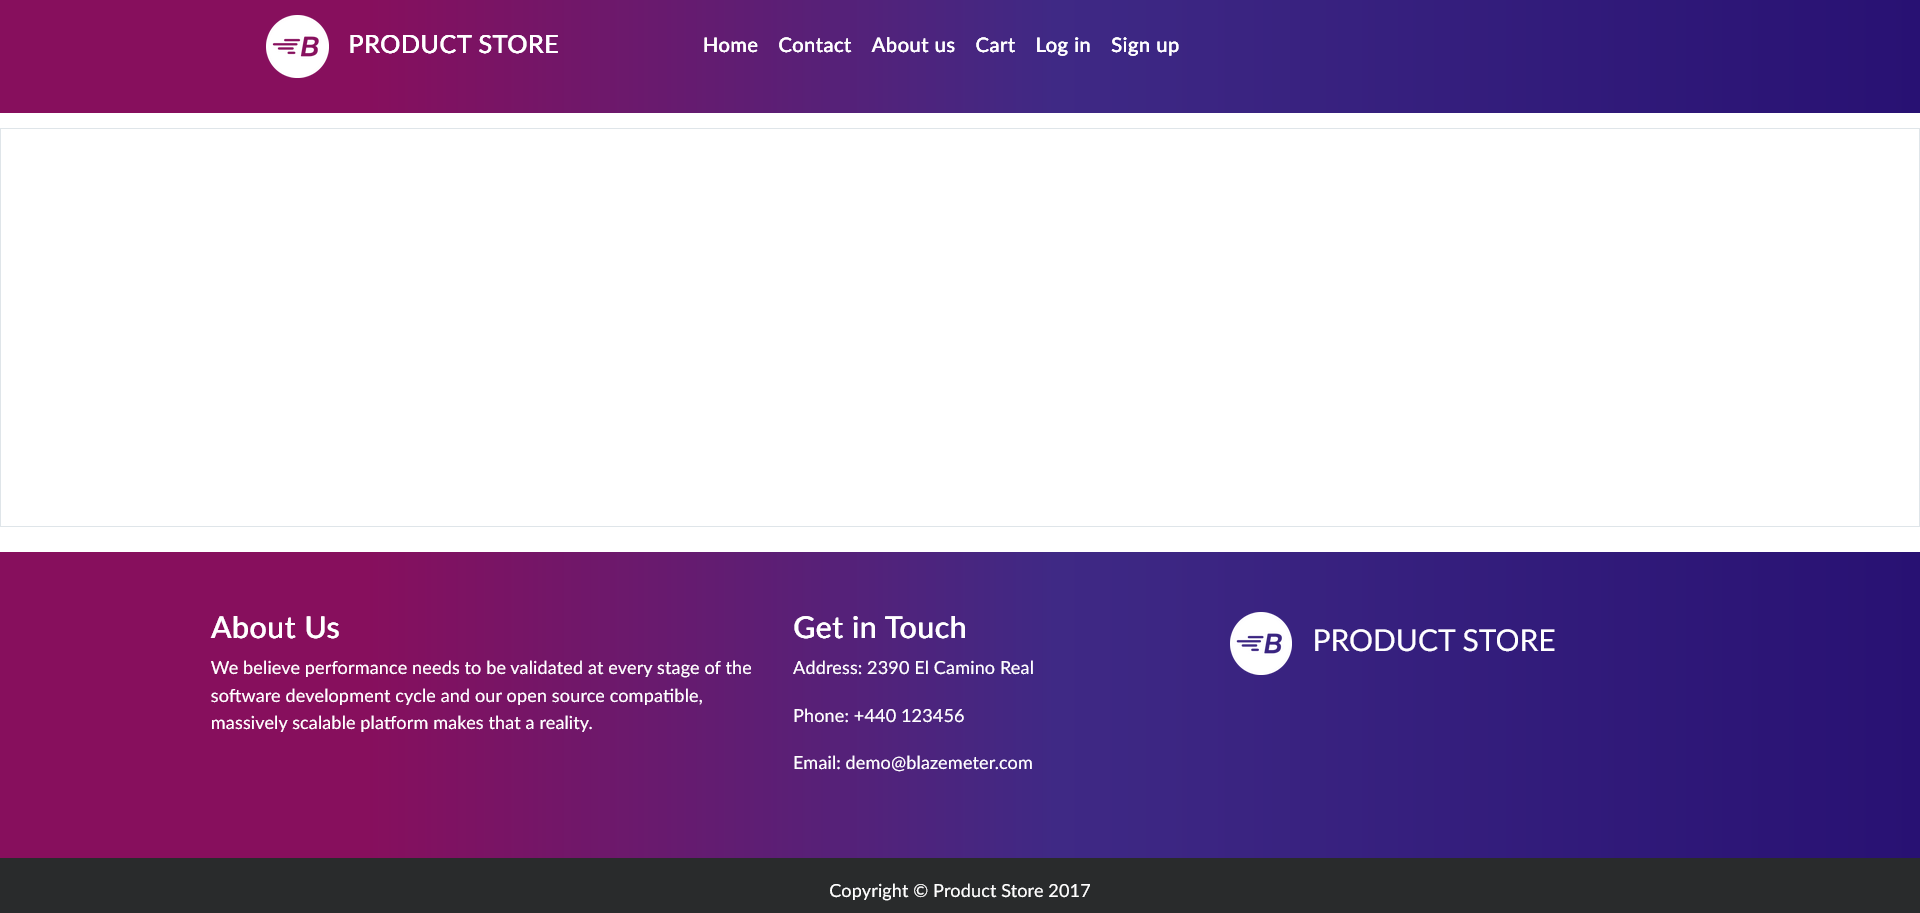 B PRODUCT STORE
Home Contact About us Cart Log in Sign up
About Us
We believe performance needs to be validated at every stage of the
software development cycle and our open source compatible,
massively scalable platform makes that a reality.
Get in Touch
Address: 2390 El Camino Real
Phone: +440 123456
Email: demo@blazemeter.com
B PRODUCT STORE
Copyright © Product Store 2017